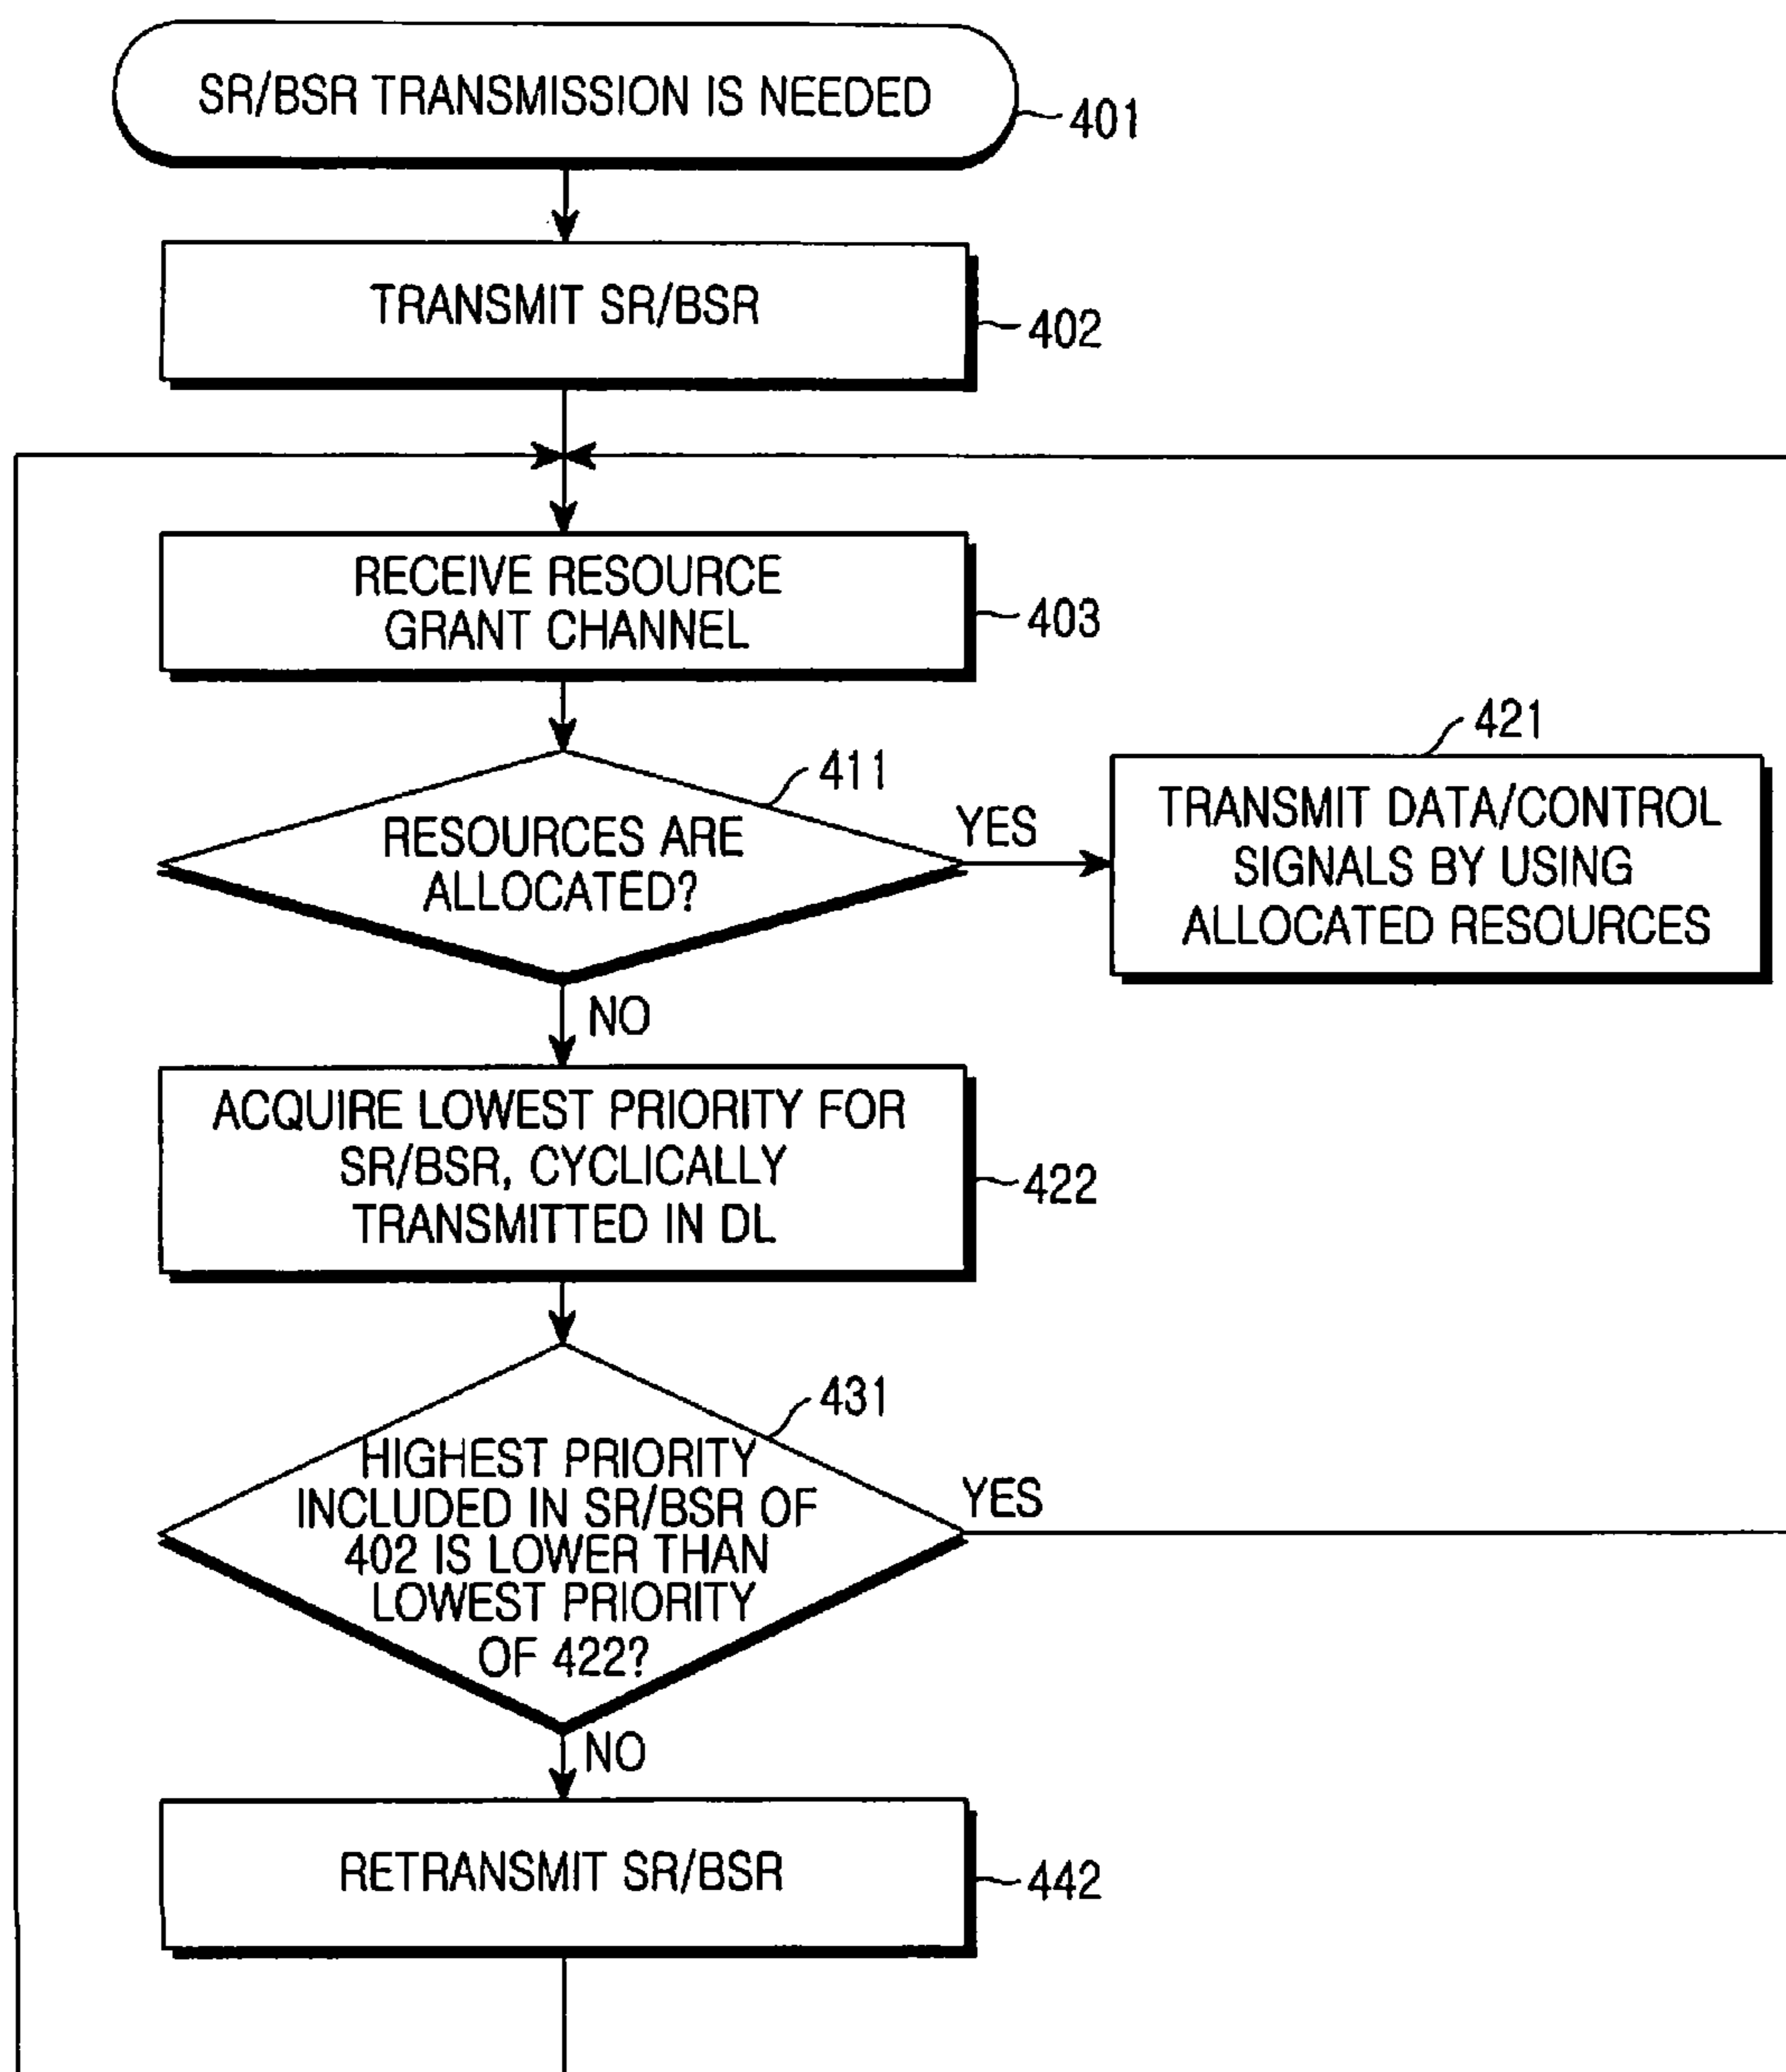 SR/BSR TRANSMISSION IS NEEDED
401
TRANSMIT SR/BSR
402
RECEIVE RESOURCE
GRANT CHANNEL
403
411
RESOURCES ARE
ALLOCATED?
YES
421
TRANSMIT DATA/CONTROL
SIGNALS BY USING
ALLOCATED RESOURCES
NO
ACQUIRE LOWEST PRIORITY FOR
SR/BSR, CYCLICALLY
TRANSMITTED IN DL
422
431
HIGHEST PRIORITY
INCLUDED IN SR/BSR OF
402 IS LOWER THAN
LOWEST PRIORITY
OF 422?
YES
NO
RETRANSMIT SR/BSR
442